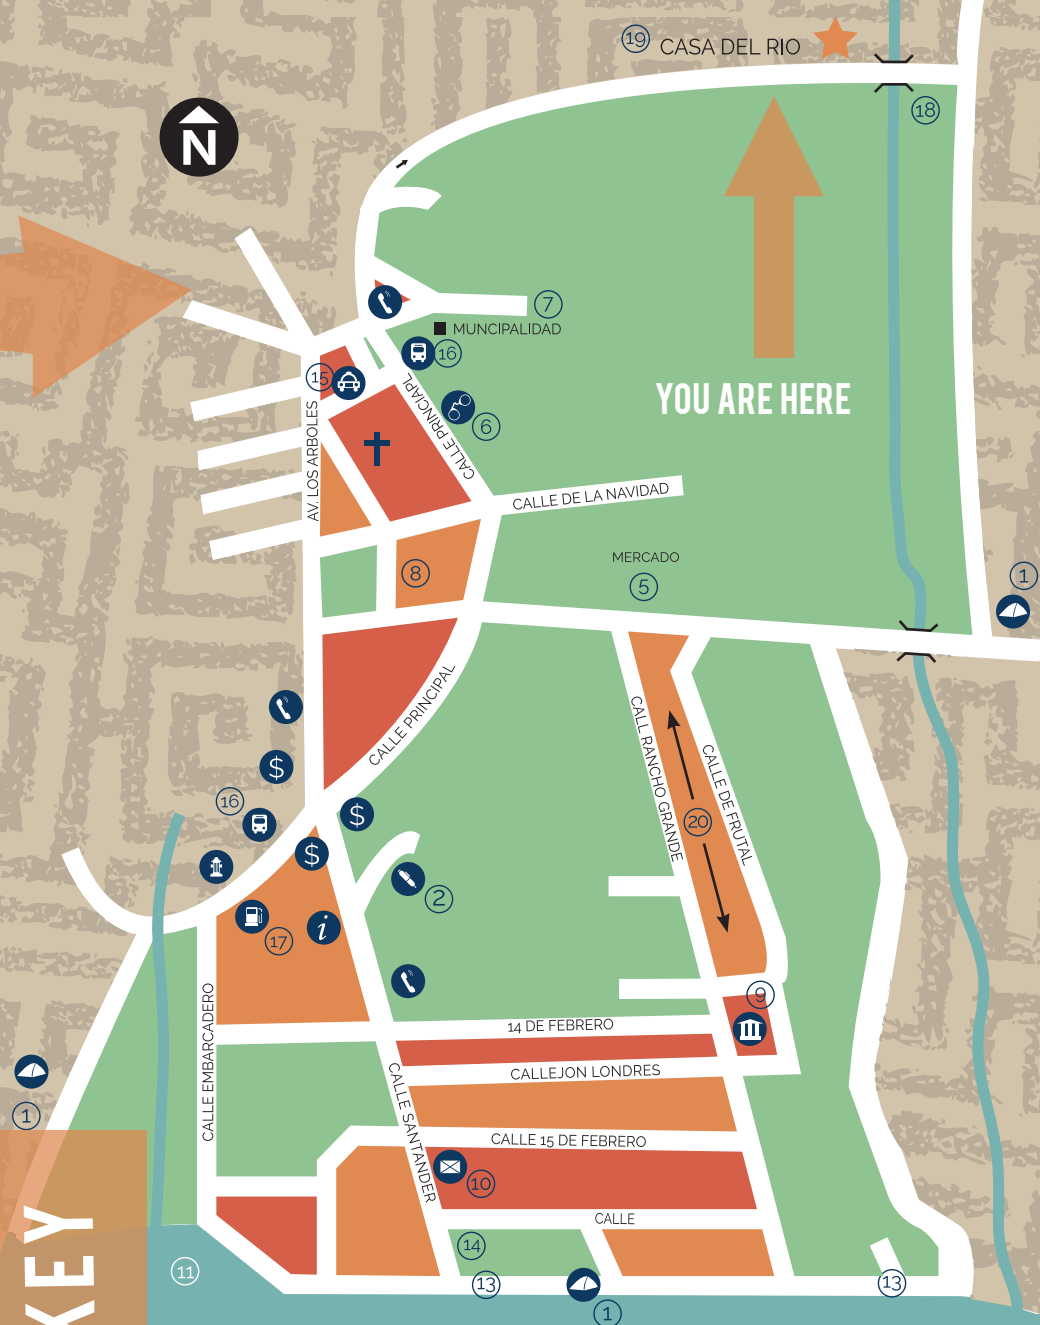 19 CASA DEL RIO
18
N
7
MUNCIPALIDAD
16
15
6
CALLE PRINCIAPL
AV. LOS ARBOLES
YOU ARE HERE
CALLE DE LA NAVIDAD
MERCADO
5
8
1
CALLE PRINCIPAL
CALL RANCHO GRANDE
CALLE DE FRUTAL
20
$
16
$
$
2
i
17
CALLE EMBARCADERO
9
14 DE FEBRERO
CALLEJON LONDRES
CALLE SANTANDER
1
CALLE 15 DE FEBRERO
10
CALLE
14
11
13
13
1
KEY